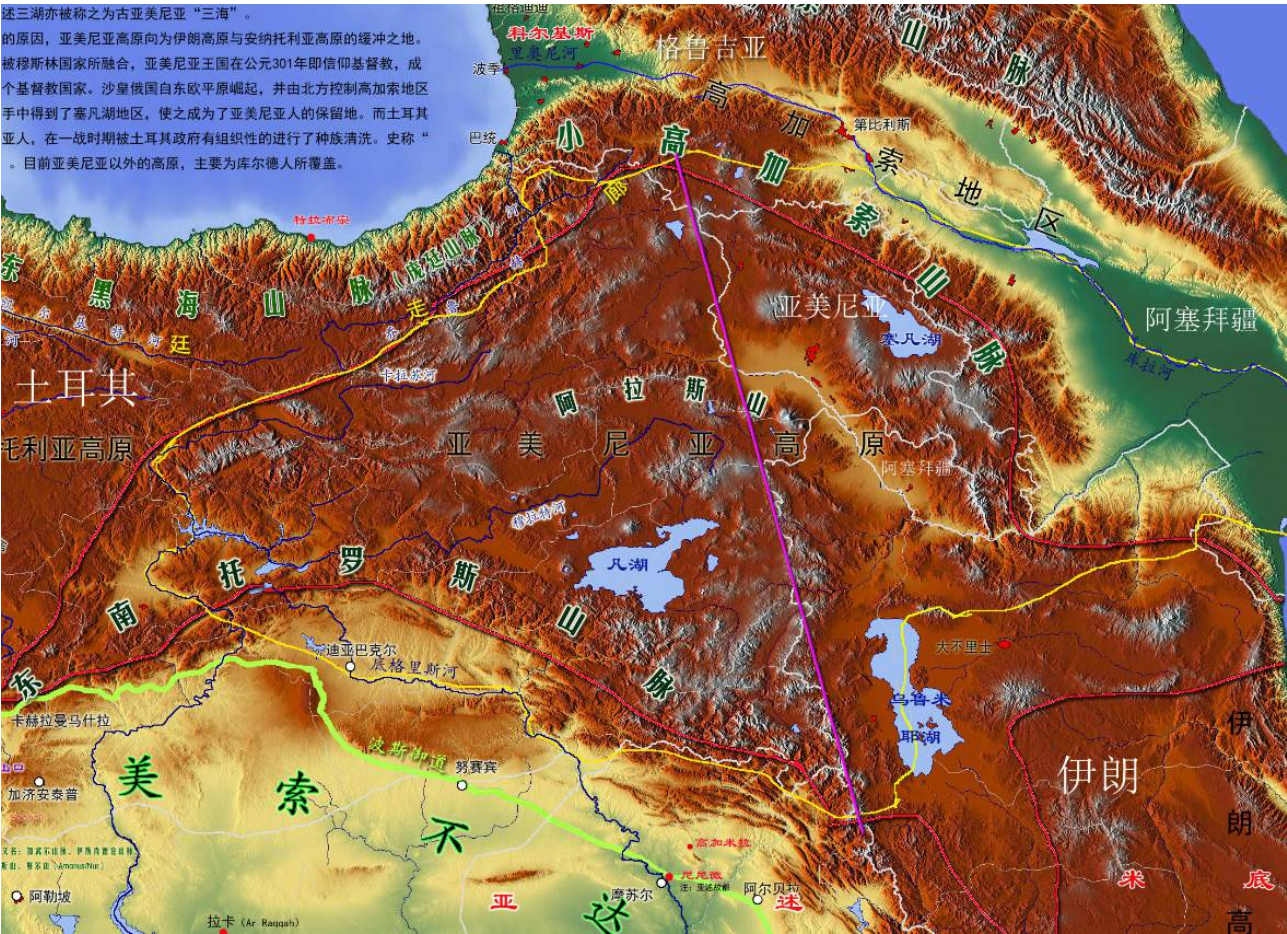 述三湖亦被称之为古亚美尼亚“三海”。
的原因，亚美尼亚高原向为伊朗高原与安纳托利亚高原的缓冲之地。
被穆斯林国家所融合，亚美尼亚王国在公元301年即信仰基督教，成
个基督教国家。沙皇俄国自东欧平原崛起，并由北方控制高加索地区
手中得到了塞凡湖地区，使之成为了亚美尼亚人的保留地。而土耳其
亚人，在一战时期被土耳其政府有组织性的进行了种族清洗。史称“
。目前亚美尼亚以外的高原，主要为库尔德人所覆盖。
祖格迪迪
科尔基斯
里奥尼河
波季
格鲁吉亚
山脉
高加索地区
第比利斯
巴统
小高加索山脉
特拉布宗
东黑海山脉（庞廷山脉）
廷走廊
河
乔鲁赫河
土耳其
卡拉苏河
托利亚高原
亚美尼亚
塞凡湖
阿塞拜疆
库拉河
阿拉斯山
亚美尼亚高原
阿塞拜疆
穆拉特河
凡湖
东南托罗斯山脉
迪亚巴克尔
底格里斯河
大不里士
乌鲁米
耶湖
卡赫拉曼马什拉
波斯御道
努赛宾
伊朗
伊朗高
加济安泰普
美索不达
高加米拉
尼尼微
注：亚述故都
摩苏尔
阿尔贝拉
米底
亚述
(Amonus/Nur)
阿勒坡
拉卡 (Ar Raqqah)